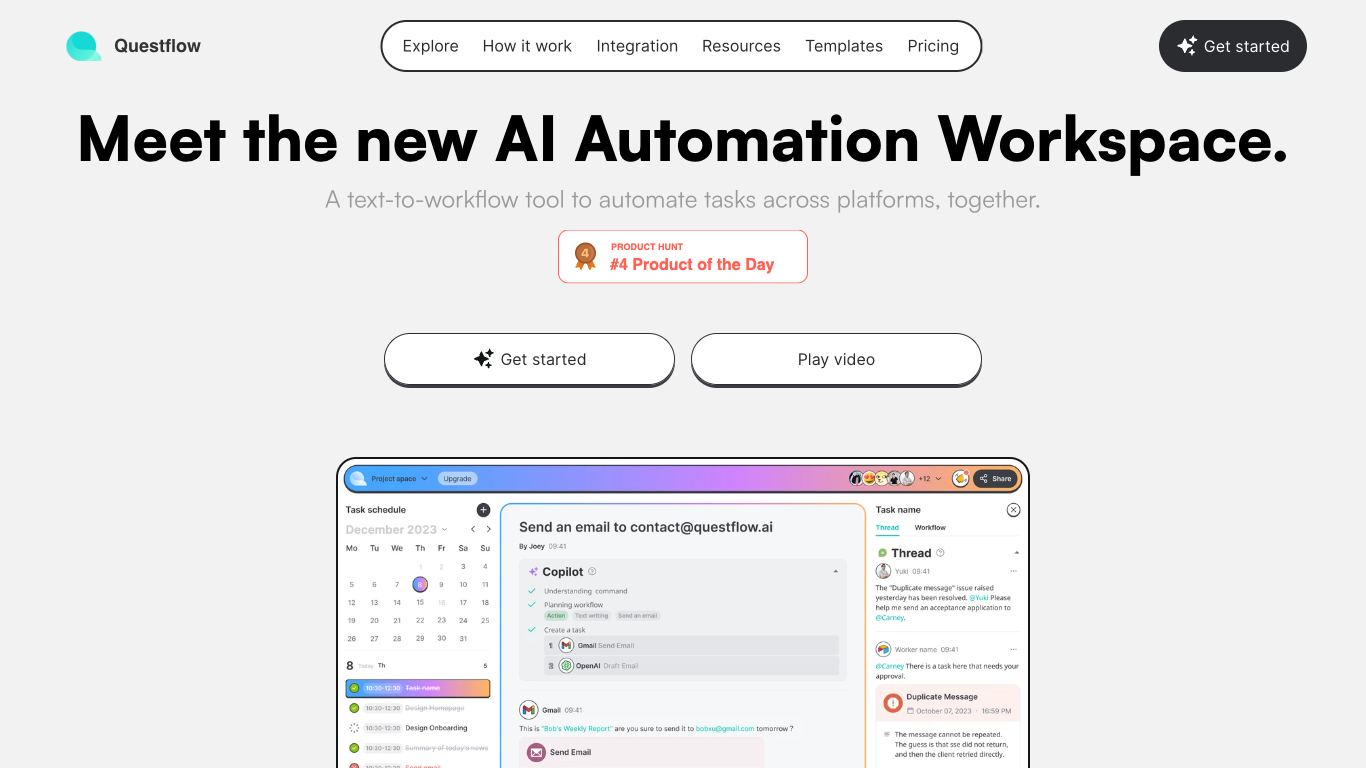 Questflow
Explore How it work Integration Resources Templates Pricing
Get started
Meet the new AI Automation Workspace.
A text-to-workflow tool to automate tasks across platforms, together.
4
PRODUCT HUNT
#4 Product of the Day
Get started
Play video
Project space
Upgrade
+12
Share
Task schedule
December 2023
Mo Tu We Th Fr Sa Su
1 2 3 4
5 6 7 8 9 10 11
12 13 14 15 16 17 18
19 20 21 22 23 24 25
26 27 28 29 30 31
8 Today Th 5
10:30-12:30 Task name
10:30-12:30 Design Homepage
10:30-12:30 Design Onboarding
10:30-12:30 Summary of today's news
10:30-12:30 Send email
Send an email to contact@questflow.ai
By Joey 09:41
Copilot
Understanding command
Planning workflow
Action Text writing Send an email
Create a task
1 Gmail Send Email
2 OpenAI Draft Email
Gmail 09:41
This is "Bob's Weekly Report" are you sure to send it to bobxu@gmail.com tomorrow ?
Send Email
Task name
Thread Workflow
Thread
Yuki 09:41
The "Duplicate message" issue raised
yesterday has been resolved. @Yuki Please
help me send an acceptance application to
@Carney.
Worker name 09:41
@Carney There is a task here that needs your
approval.
Duplicate Message
October 07, 2023 · 16:59 PM
The message cannot be repeated.
The guess is that sse did not return,
and then the client retried directly.